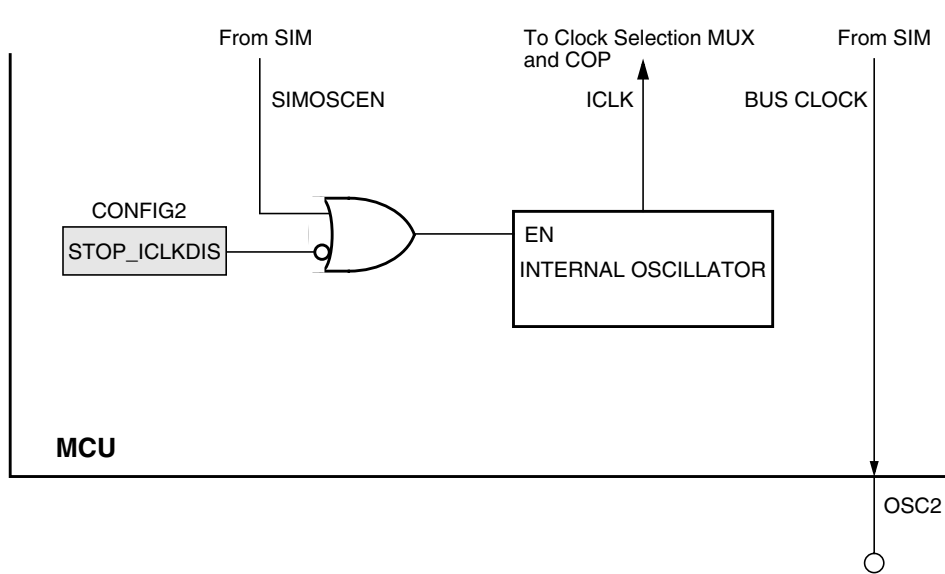 From SIM
To Clock Selection MUX
and COP
From SIM
SIMOSCEN
ICLK
BUS CLOCK
CONFIG2
STOP_ICLKDIS
EN
INTERNAL OSCILLATOR
MCU
OSC2